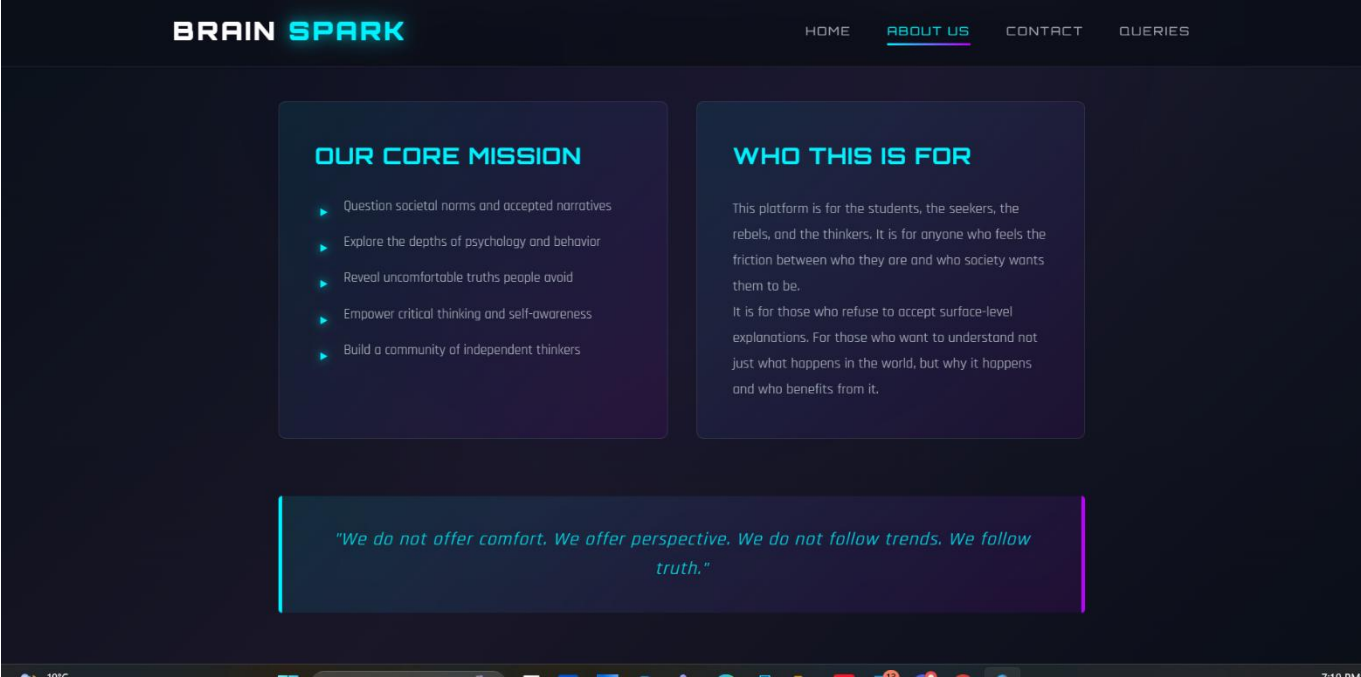 BRAIN SPARK
HOME ABOUT US CONTACT QUERIES
OUR CORE MISSION
Question societal norms and accepted narratives
Explore the depths of psychology and behavior
Reveal uncomfortable truths people avoid
Empower critical thinking and self-awareness
Build a community of independent thinkers
WHO THIS IS FOR
This platform is for the students, the seekers, the
rebels, and the thinkers. It is for anyone who feels the
friction between who they are and who society wants
them to be.
It is for those who refuse to accept surface-level
explanations. For those who want to understand not
just what happens in the world, but why it happens
and who benefits from it.
"We do not offer comfort. We offer perspective. We do not follow trends. We follow
truth."